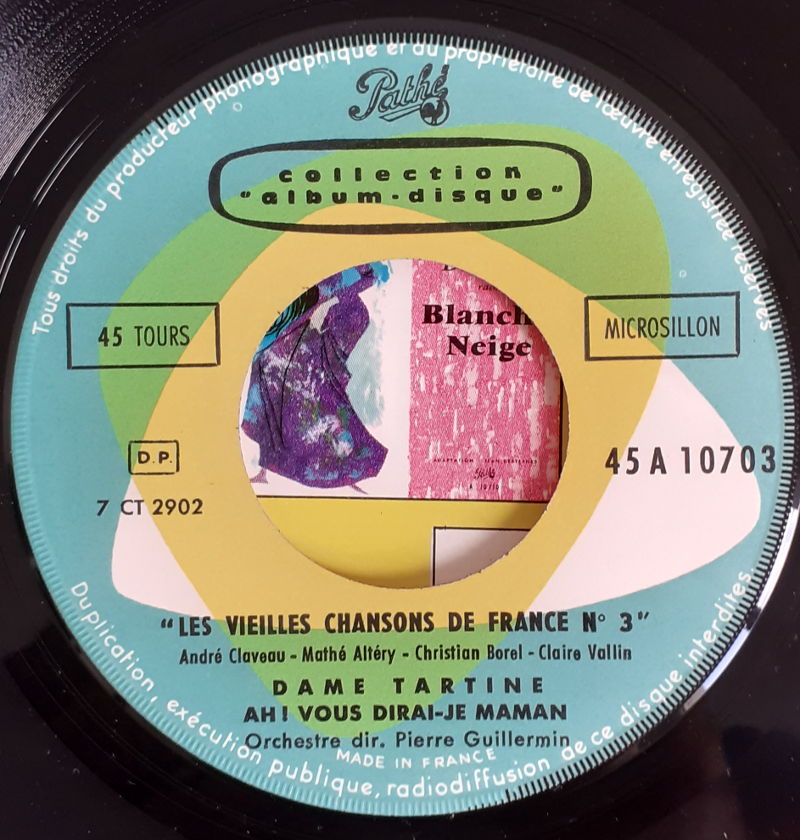 Tous droits du producteur phonographique et du propriétaire de l'œuvre enregistrée réservés
Pathé
collection
"album-disque"
45 TOURS
MICROSILLON
Blanch
Neige
D.P.
45 A 10703
7 CT 2902
"LES VIEILLES CHANSONS DE FRANCE N° 3"
André Claveau - Mathé Altéry - Christian Borel - Claire Vallin
DAME TARTINE
AH! VOUS DIRAI-JE MAMAN
Orchestre dir. Pierre Guillermin
MADE IN FRANCE
Duplication, exécution publique, radiodiffusion de ce disque interdites.